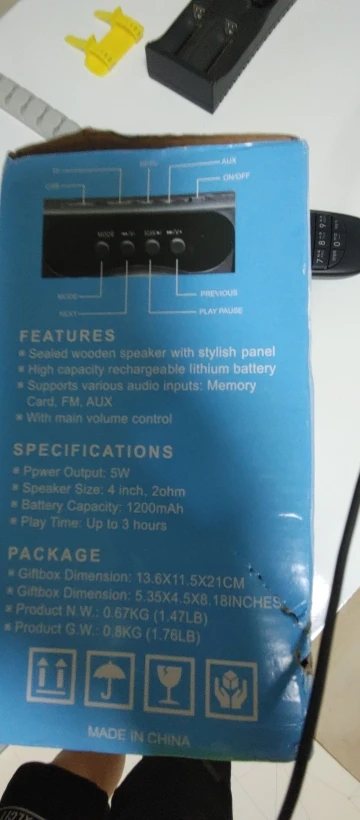 TF
AUX
USB
ON/OFF
MODE
MODE
PREVIOUS
NEXT
PLAY PAUSE
FEATURES
Sealed wooden speaker with stylish panel
High capacity rechargeable lithium battery
Supports various audio inputs: Memory
Card, FM, AUX
With main volume control
SPECIFICATIONS
Ppwer Output: 5W
Speaker Size: 4 inch, 2ohm
Battery Capacity: 1200mAh
Play Time: Up to 3 hours
PACKAGE
Giftbox Dimension: 13.6X11.5X21CM
Giftbox Dimension: 5.35X4.5X8.18INCHES
Product N.W.: 0.67KG (1.47LB)
Product G.W.: 0.8KG (1.76LB)
MADE IN CHINA